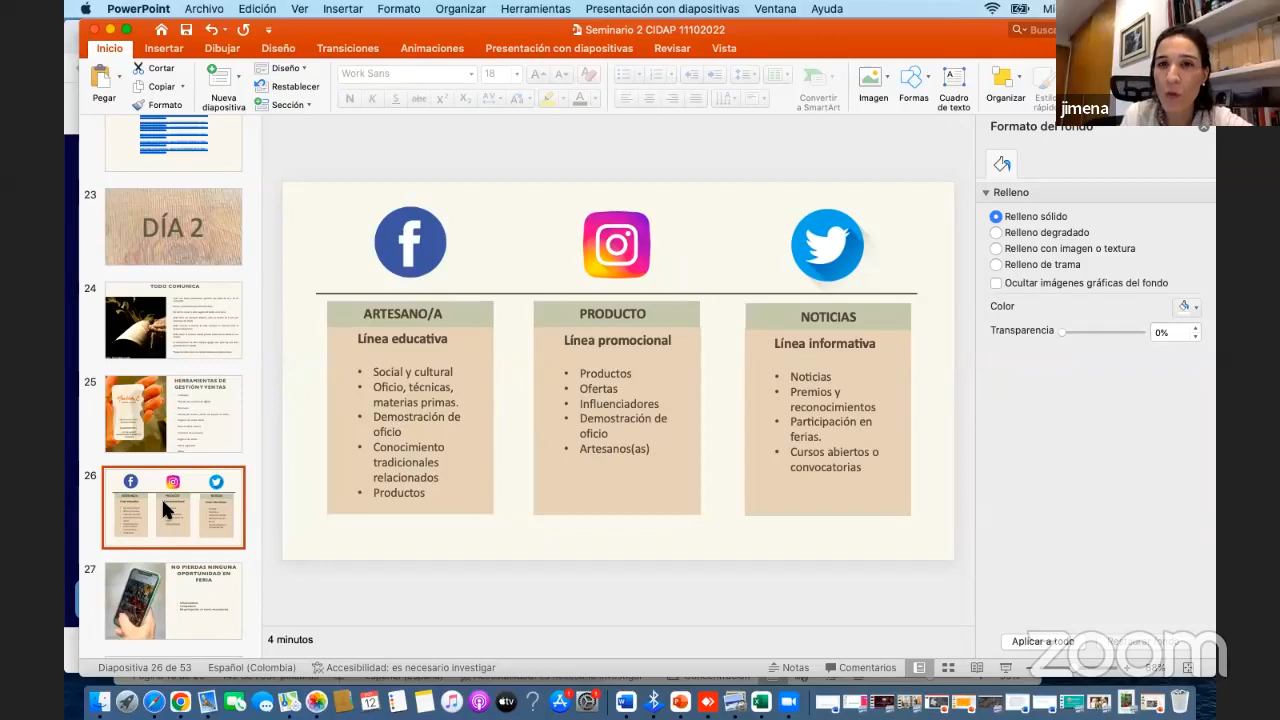 PowerPoint Archivo Edición Ver Insertar Formato Organizar Herramientas Presentación con diapositivas Ventana Ayuda
Seminario 2 CIDAP 11102022
Inicio Insertar Dibujar Diseño Transiciones Animaciones Presentación con diapositivas Revisar Vista
Pegar
Cortar
Copiar
Formato
Nueva
diapositiva
Diseño
Restablecer
Sección
Work Sans
18
Convertir
a SmartArt
Imagen
Formas
Cuadro
de texto
Organizar
jimena
Formato del fondo
Relleno
Relleno sólido
Relleno degradado
Relleno con imagen o textura
Relleno de trama
Ocultar imágenes gráficas del fondo
Color
Transparencia
0%
23
DÍA 2
24
TODO COMUNICA
25
HERRAMIENTAS DE
GESTIÓN Y VENTAS
26
27
NO PIERDAS NINGUNA
OPORTUNIDAD EN
FERIA
ARTESANO/A
Línea educativa
• Social y cultural
• Oficio, técnicas,
materias primas.
• Demostración de
oficio
• Conocimiento
tradicionales
relacionados
• Productos
PRODUCTO
Línea promocional
• Productos
• Ofertas
• Influenciadores
• Demostración de
oficio
• Artesanos(as)
NOTICIAS
Línea informativa
• Noticias
• Premios y
reconocimientos
• Participación en
ferias.
• Cursos abiertos o
convocatorias
4 minutos
Aplicar a todo
zoom
Diapositiva 26 de 53 Español (Colombia) Accesibilidad: es necesario investigar
Notas Comentarios